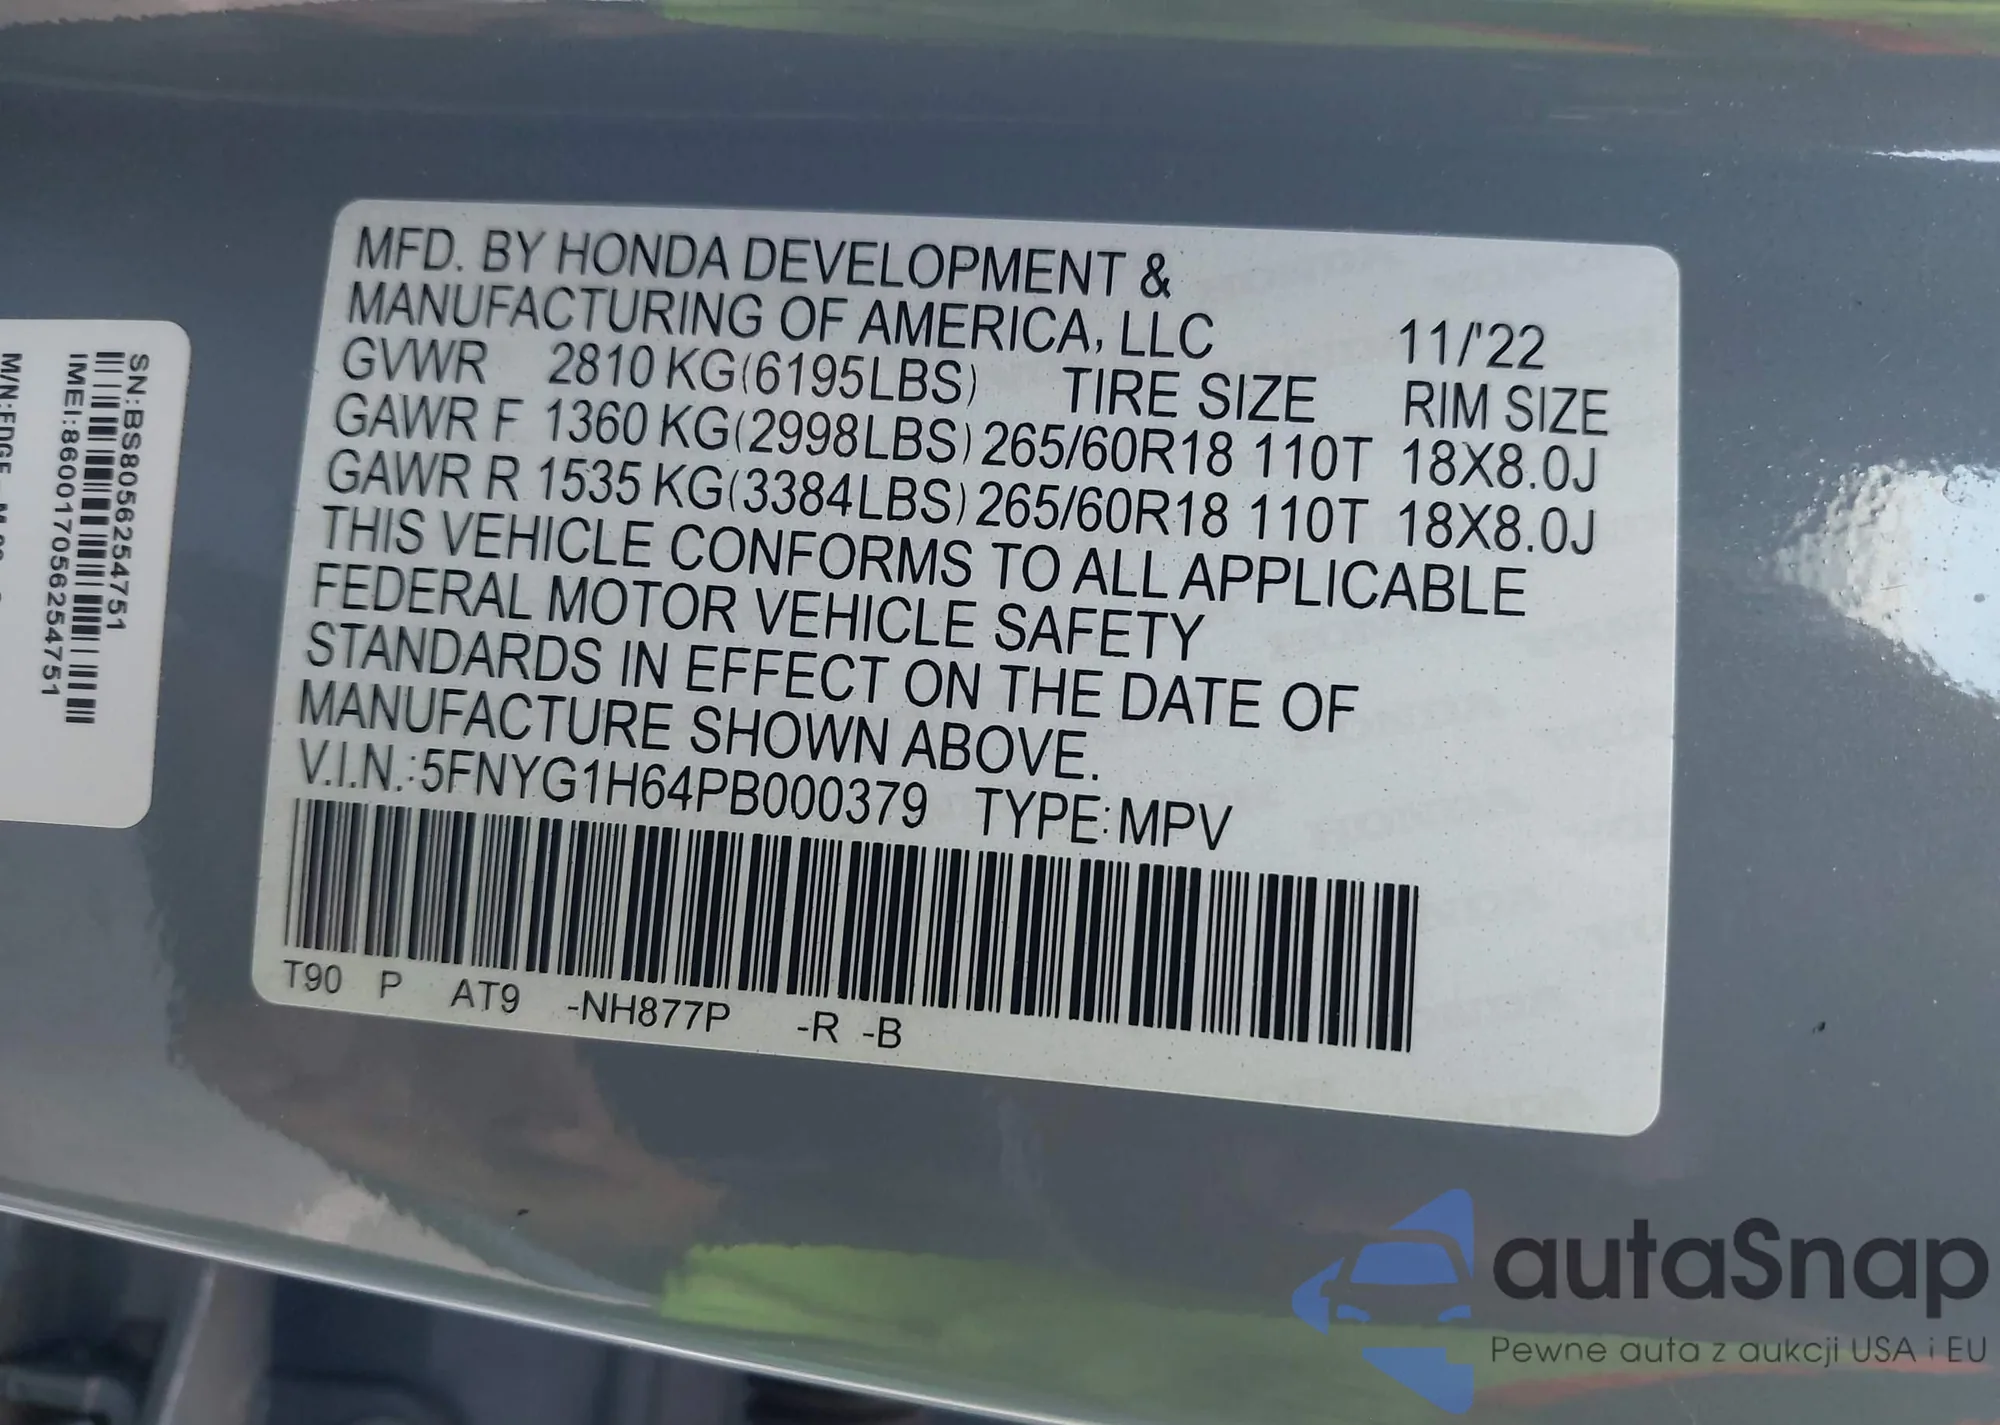 MFD. BY HONDA DEVELOPMENT &
MANUFACTURING OF AMERICA, LLC 11/'22
GVWR 2810 KG(6195LBS) TIRE SIZE RIM SIZE
GAWR F 1360 KG(2998LBS) 265/60R18 110T 18X8.0J
GAWR R 1535 KG(3384LBS) 265/60R18 110T 18X8.0J
THIS VEHICLE CONFORMS TO ALL APPLICABLE
FEDERAL MOTOR VEHICLE SAFETY
STANDARDS IN EFFECT ON THE DATE OF
MANUFACTURE SHOWN ABOVE.
V.I.N.:5FNYG1H64PB000379 TYPE:MPV
T90 P AT9 -NH877P -R -B
SN:BS8056254751
IMEI:860017056254751
autaSnap
Pewne auta z aukcji USA i EU